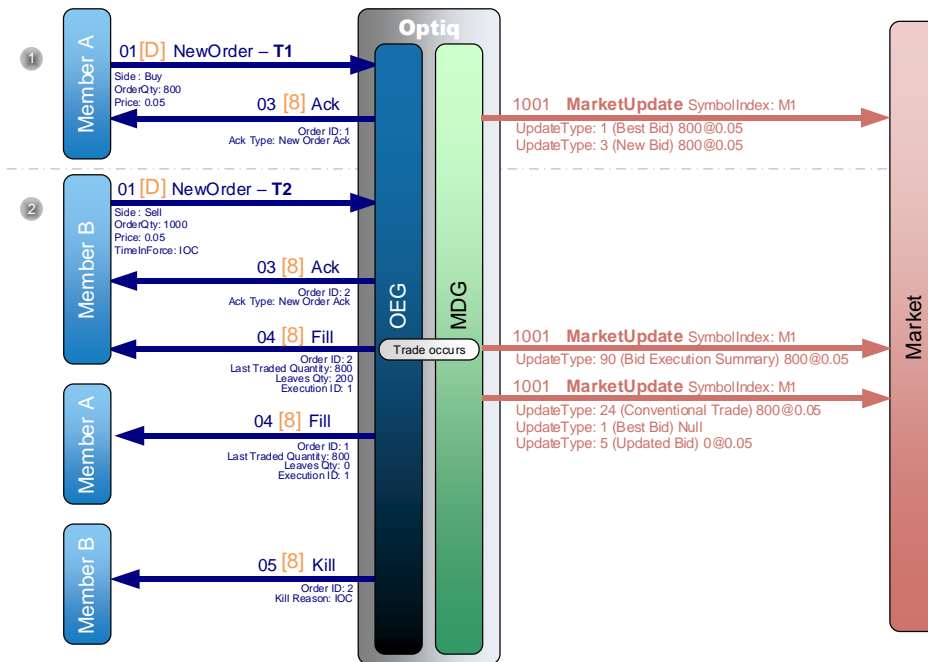 Optiq
1
Member A
01 [D] NewOrder – T1
Side : Buy
OrderQty: 800
Price: 0.05
03 [8] Ack
Order ID: 1
Ack Type: New Order Ack
1001 MarketUpdate SymbolIndex: M1
UpdateType: 1 (Best Bid) 800@0.05
UpdateType: 3 (New Bid) 800@0.05
2
Member B
01 [D] NewOrder – T2
Side : Sell
OrderQty: 1000
Price: 0.05
TimeInForce: IOC
03 [8] Ack
Order ID: 2
Ack Type: New Order Ack
OEG
MDG
Market
04 [8] Fill
Order ID: 2
Last Traded Quantity: 800
Leaves Qty: 200
Execution ID: 1
Trade occurs
1001 MarketUpdate SymbolIndex: M1
UpdateType: 90 (Bid Execution Summary) 800@0.05
1001 MarketUpdate SymbolIndex: M1
UpdateType: 24 (Conventional Trade) 800@0.05
UpdateType: 1 (Best Bid) Null
UpdateType: 5 (Updated Bid) 0@0.05
Member A
04 [8] Fill
Order ID: 1
Last Traded Quantity: 800
Leaves Qty: 0
Execution ID: 1
Member B
05 [8] Kill
Order ID: 2
Kill Reason: IOC